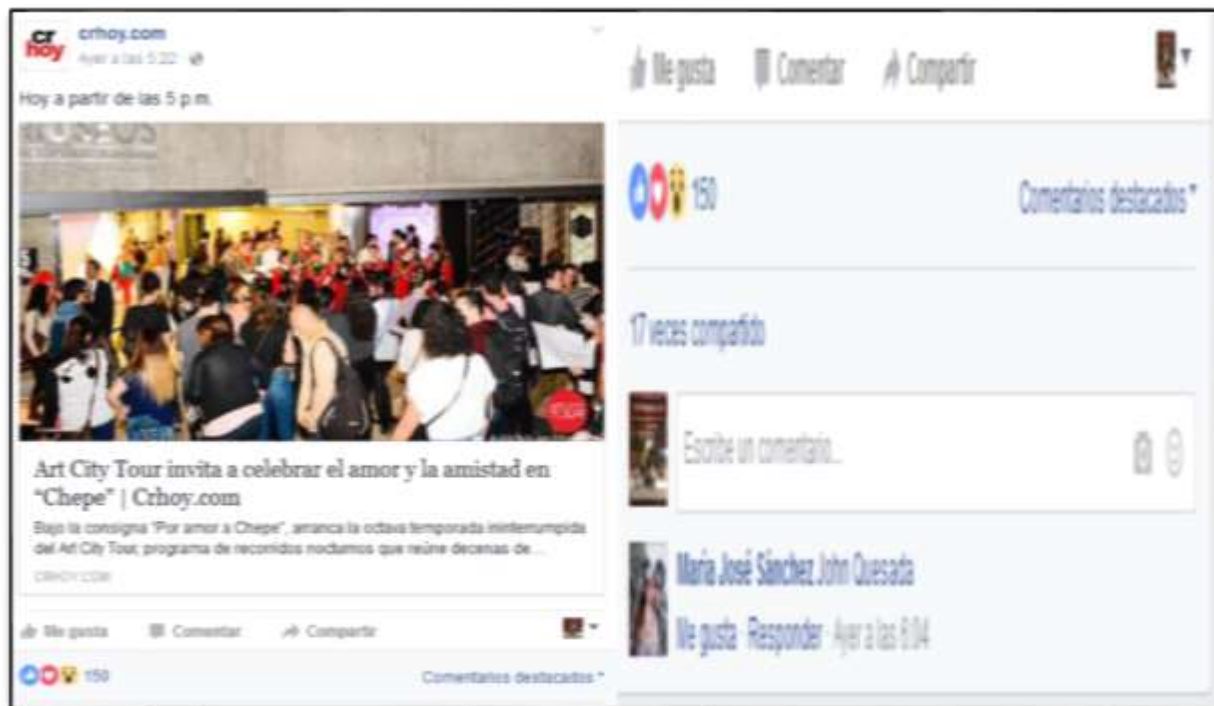 cr
hoy
crhoy.com
Ayer a las 5:22
Hoy a partir de las 5 p.m.
Art City Tour invita a celebrar el amor y la amistad en
"Chepe" | Crhoy.com
Bajo la consigna "Por amor a Chepe", arranca la octava temporada ininterrumpida
del Art City Tour, programa de recorridos nocturnos que reúne decenas de...
CRHOY.COM
Me gusta Comentar Compartir
150 Comentarios destacados
Me gusta Comentar Compartir
150 Comentarios destacados
17 veces compartido
Escribe un comentario...
María José Sánchez John Quesada
Me gusta · Responder · Ayer a las 6:04